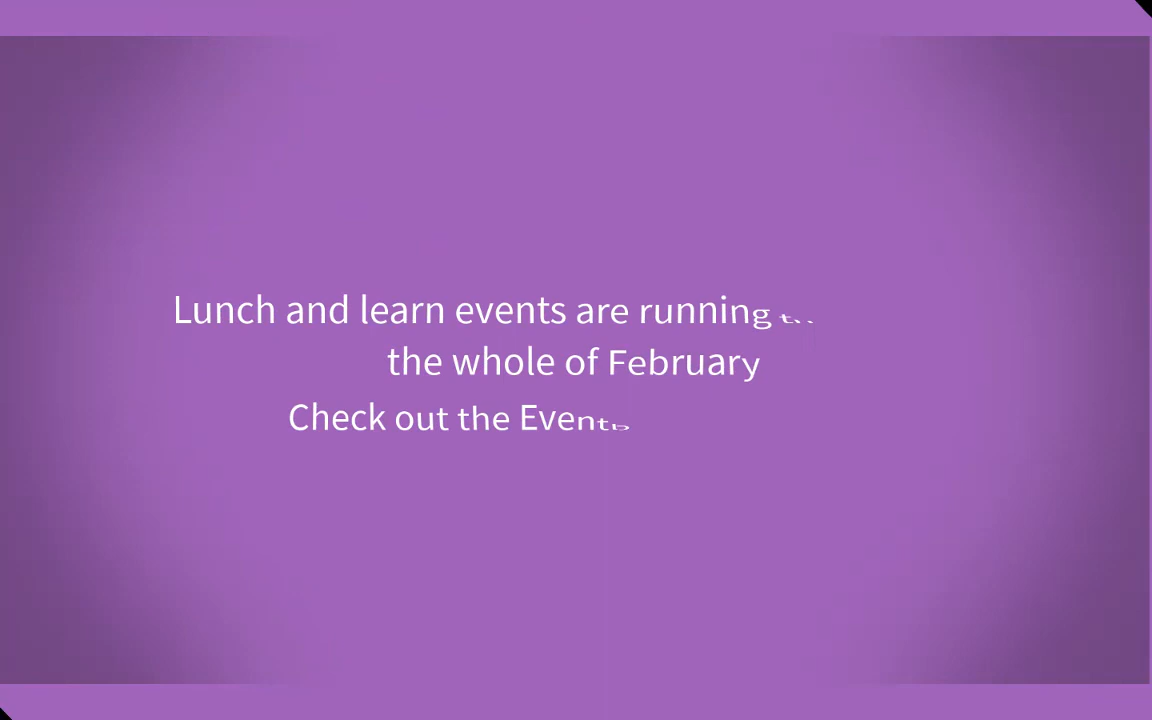 Lunch and learn events are running
the whole of February
Check out the